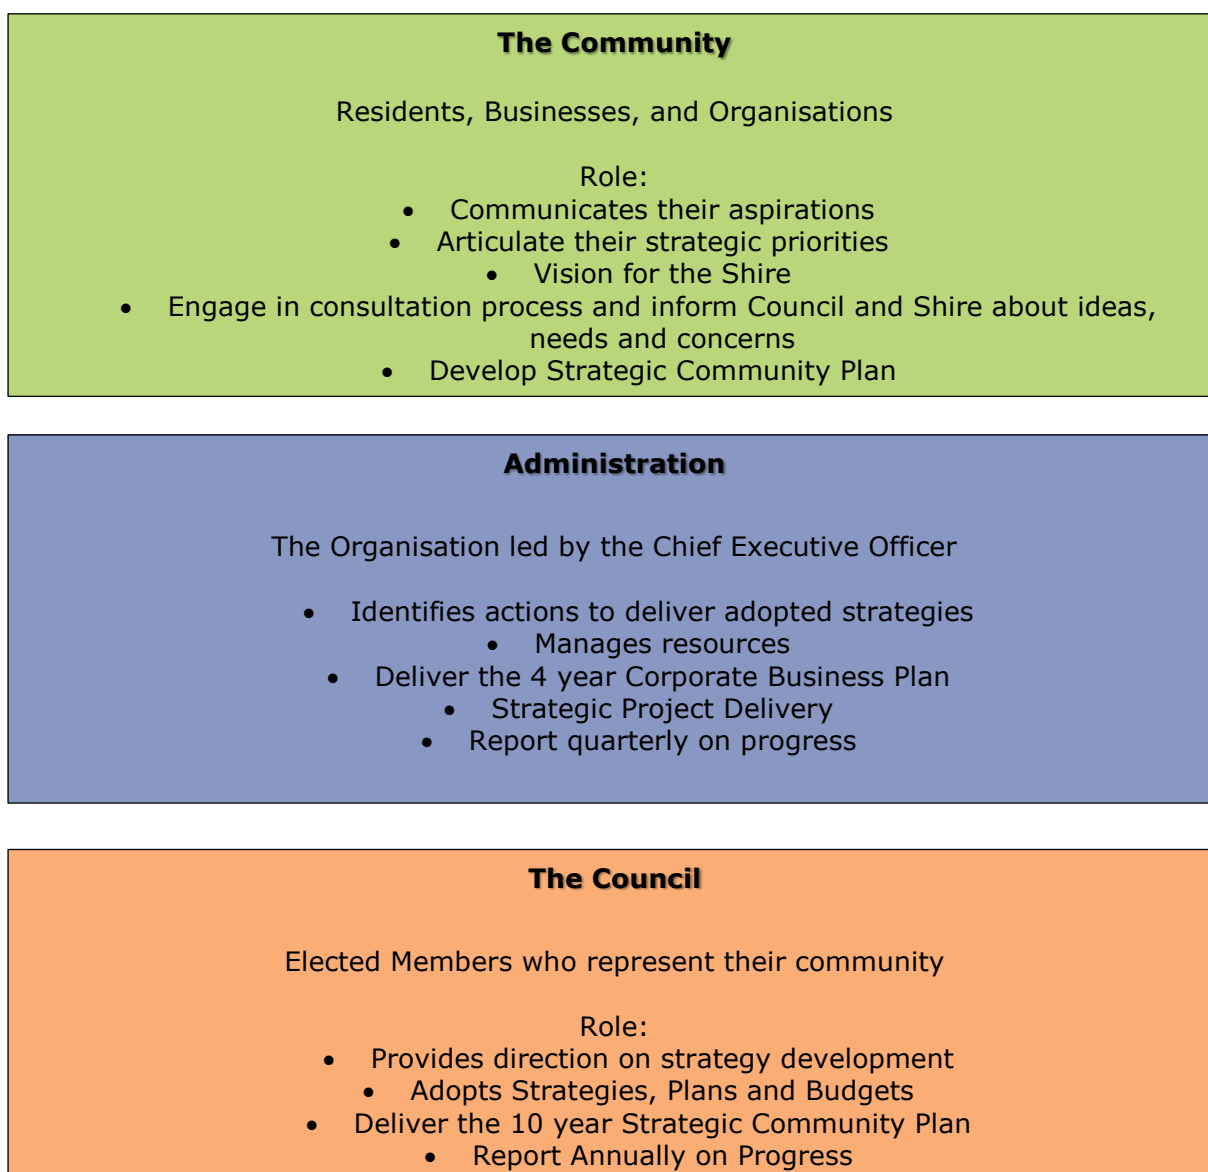 The Community
Residents, Businesses, and Organisations
Role:
• Communicates their aspirations
• Articulate their strategic priorities
• Vision for the Shire
• Engage in consultation process and inform Council and Shire about ideas,
needs and concerns
• Develop Strategic Community Plan
Administration
The Organisation led by the Chief Executive Officer
• Identifies actions to deliver adopted strategies
• Manages resources
• Deliver the 4 year Corporate Business Plan
• Strategic Project Delivery
• Report quarterly on progress
The Council
Elected Members who represent their community
Role:
• Provides direction on strategy development
• Adopts Strategies, Plans and Budgets
• Deliver the 10 year Strategic Community Plan
• Report Annually on Progress